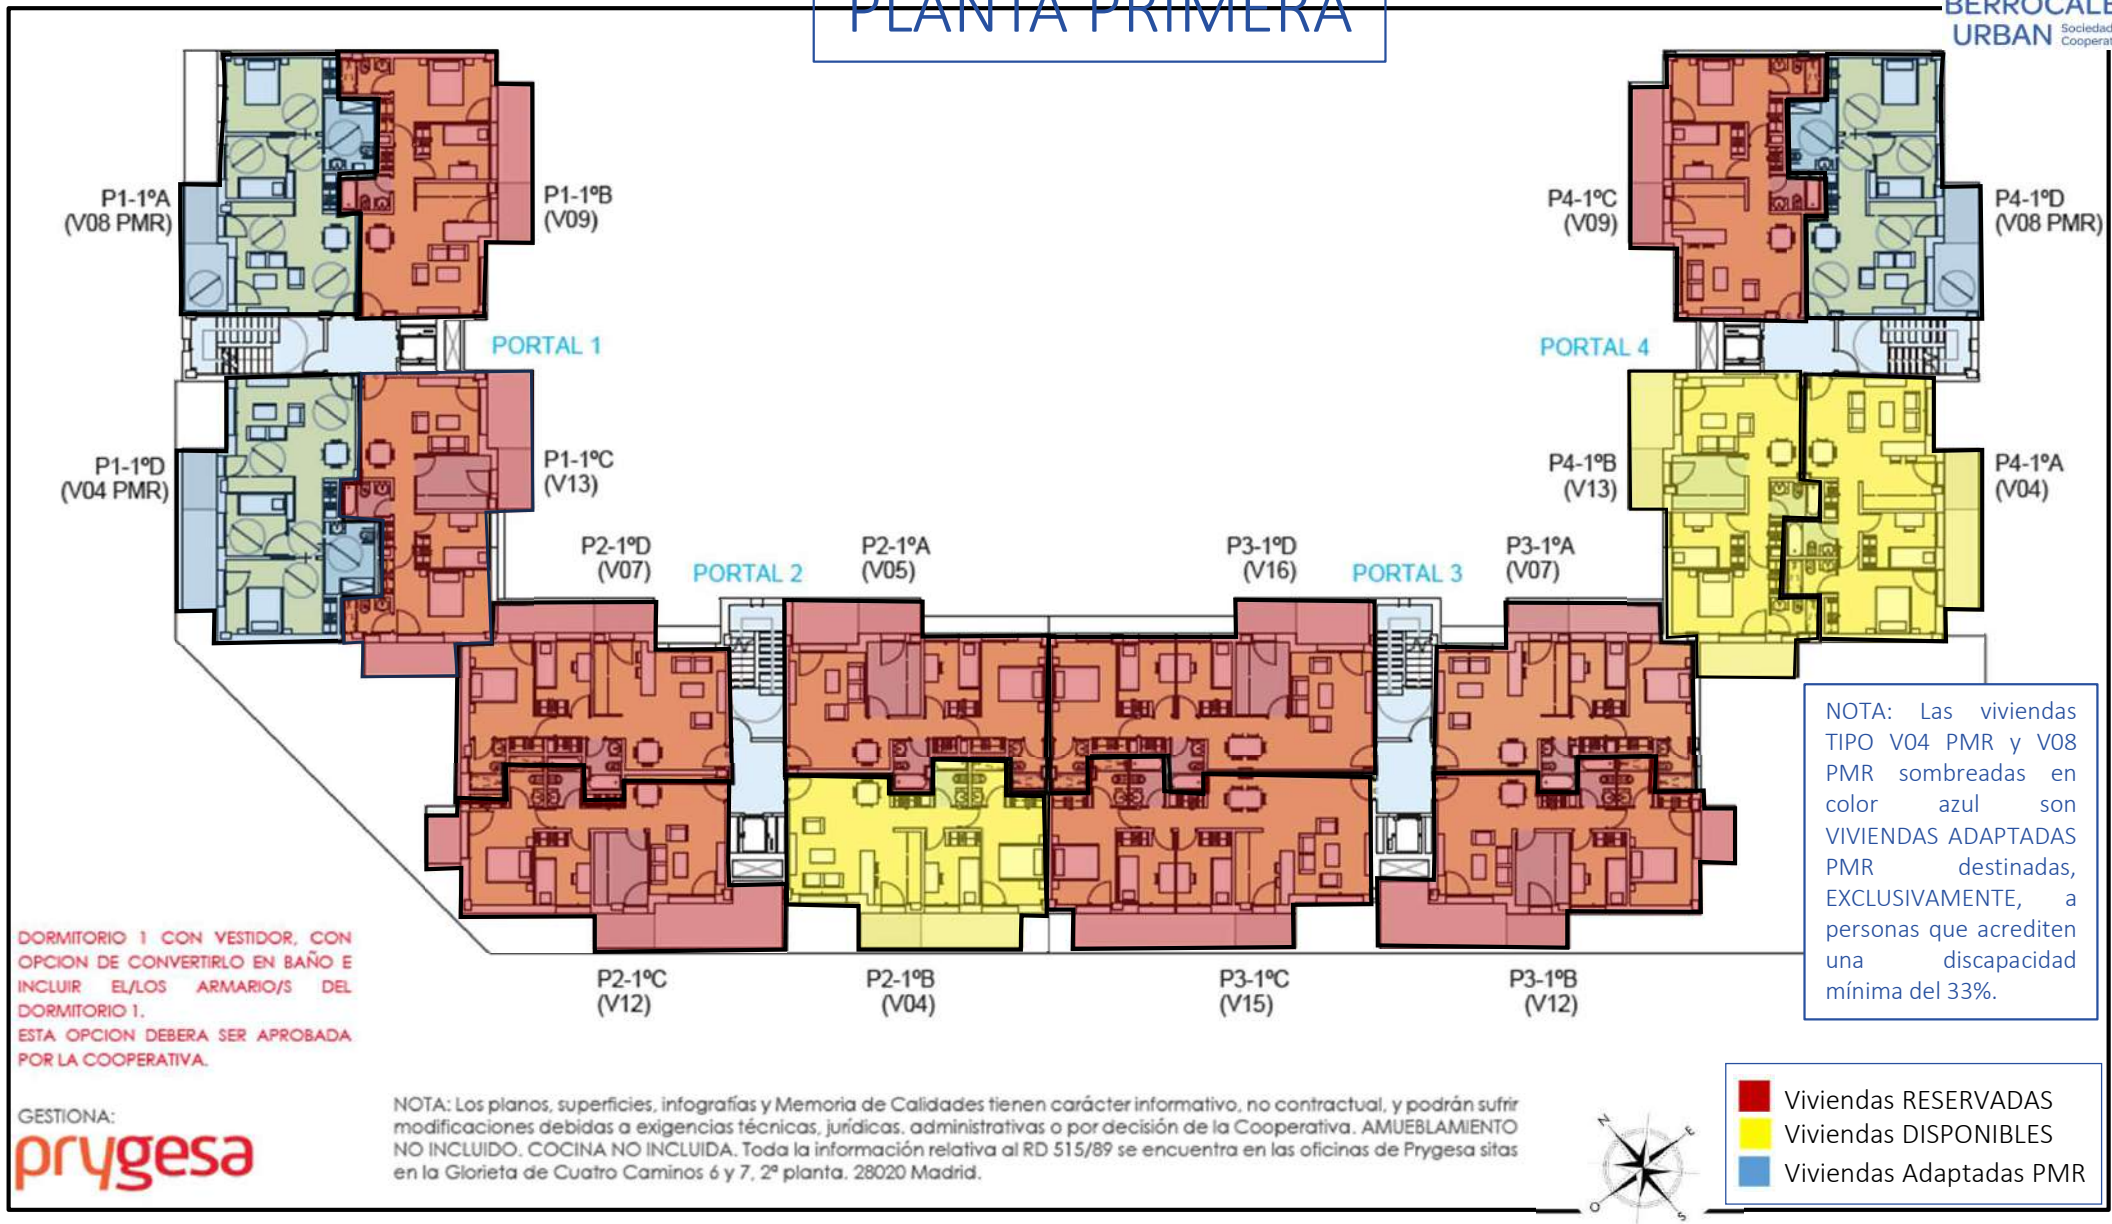 PLANTA PRIMERA
BERROCALE
URBAN Sociedad
Cooperat
P1-1ºA
(V08 PMR)
P1-1ºB
(V09)
P4-1ºC
(V09)
P4-1ºD
(V08 PMR)
PORTAL 1
PORTAL 4
P1-1ºD
(V04 PMR)
P1-1ºC
(V13)
P4-1ºB
(V13)
P4-1ºA
(V04)
P2-1ºD
(V07)
PORTAL 2
P2-1ºA
(V05)
P3-1ºD
(V16)
PORTAL 3
P3-1ºA
(V07)
NOTA: Las viviendas
TIPO V04 PMR y V08
PMR sombreadas en
color azul son
VIVIENDAS ADAPTADAS
PMR destinadas,
EXCLUSIVAMENTE, a
personas que acrediten
una discapacidad
mínima del 33%.
P2-1ºC
(V12)
P2-1ºB
(V04)
P3-1ºC
(V15)
P3-1ºB
(V12)
DORMITORIO 1 CON VESTIDOR, CON
OPCION DE CONVERTIRLO EN BAÑO E
INCLUIR EL/LOS ARMARIO/S DEL
DORMITORIO 1.
ESTA OPCION DEBERA SER APROBADA
POR LA COOPERATIVA.
GESTIONA:
prygesa
NOTA: Los planos, superficies, infografías y Memoria de Calidades tienen carácter informativo, no contractual, y podrán sufrir
modificaciones debidas a exigencias técnicas, jurídicas, administrativas o por decisión de la Cooperativa. AMUEBLAMIENTO
NO INCLUIDO. COCINA NO INCLUIDA. Toda la información relativa al RD 515/89 se encuentra en las oficinas de Prygesa sitas
en la Glorieta de Cuatro Caminos 6 y 7, 2ª planta. 28020 Madrid.
N
E
O
S
Viviendas RESERVADAS
Viviendas DISPONIBLES
Viviendas Adaptadas PMR